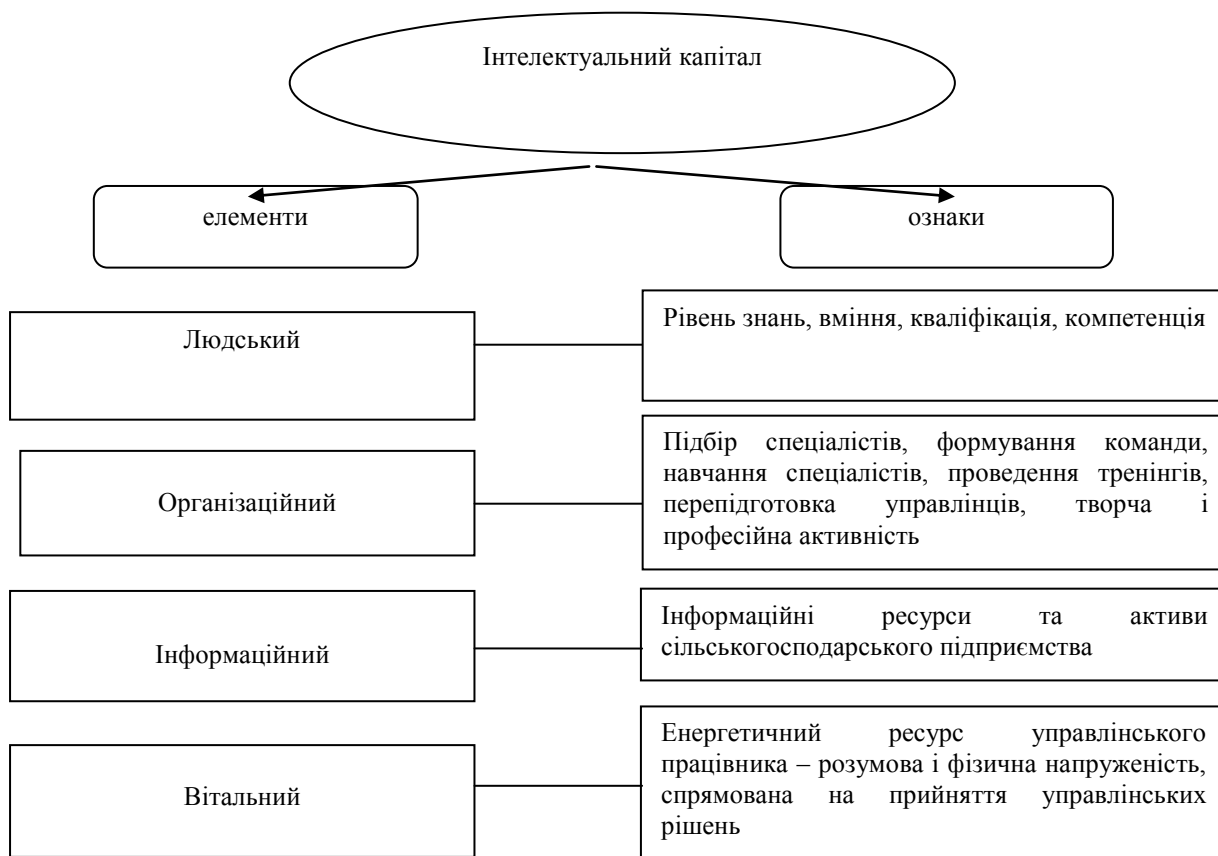 Інтелектуальний капітал
елементи
ознаки
Людський
Рівень знань, вміння, кваліфікація, компетенція
Організаційний
Підбір спеціалістів, формування команди,
навчання спеціалістів, проведення тренінгів,
перепідготовка управлінців, творча і
професійна активність
Інформаційний
Інформаційні ресурси та активи
сільськогосподарського підприємства
Вітальний
Енергетичний ресурс управлінського
працівника – розумова і фізична напруженість,
спрямована на прийняття управлінських
рішень